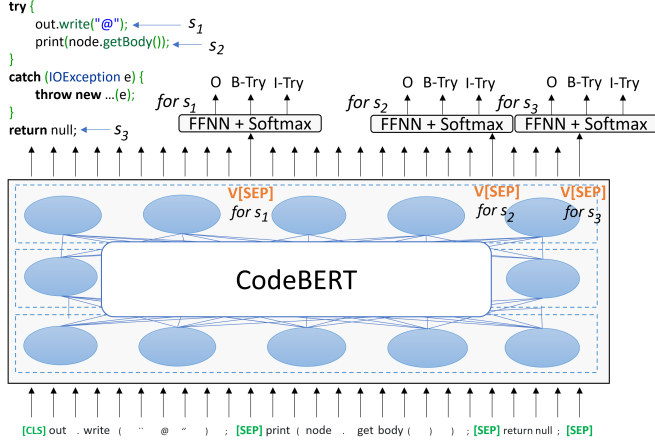 try {
out.write("@"); s1
print(node.getBody()); s2
}
catch (IOException e) {
throw new ...(e);
}
return null; s3
O B-Try I-Try
for s1
FFNN + Softmax
O B-Try I-Try
for s2
FFNN + Softmax
O B-Try I-Try
for s3
FFNN + Softmax
V[SEP]
for s1
V[SEP]
for s2
V[SEP]
for s3
CodeBERT
[CLS] out . write ( `` @ " ) ; [SEP] print ( node . get body ( ) ) ; [SEP] return null ; [SEP]